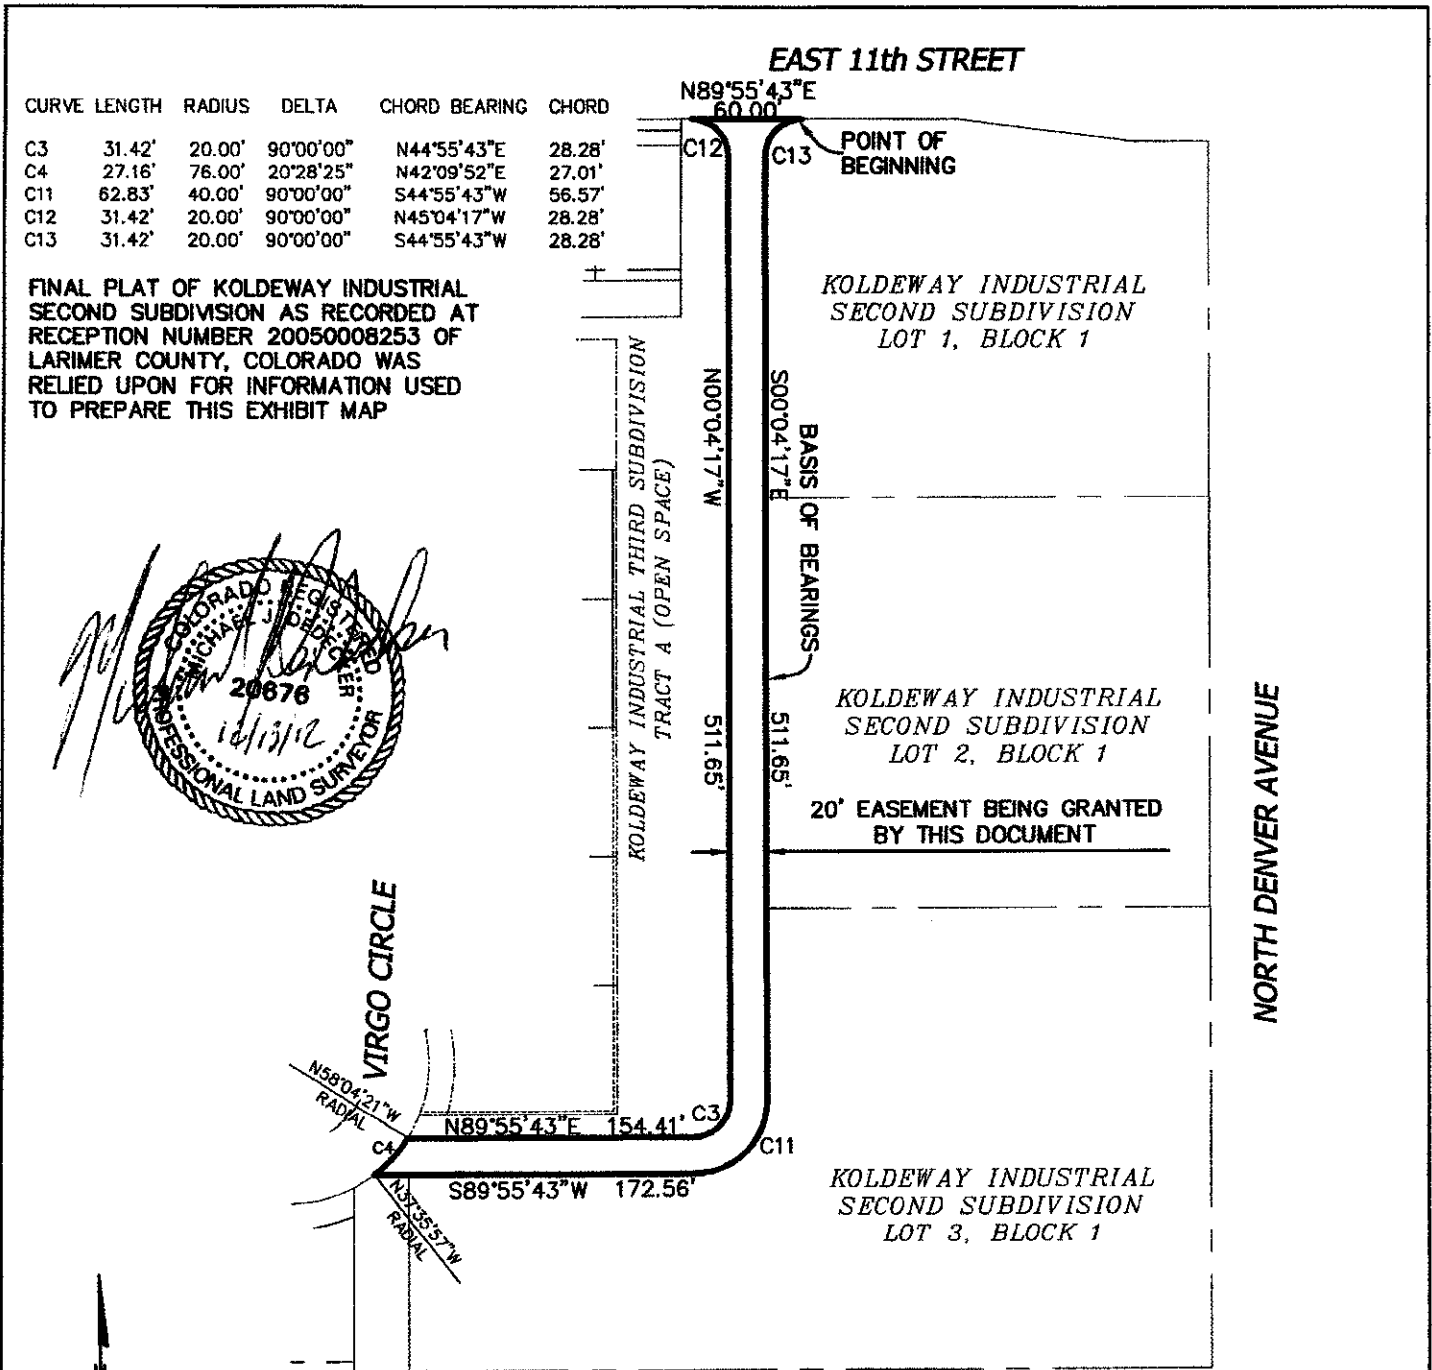 EAST 11th STREET
N89°55'43"E
60.00'
CURVE LENGTH RADIUS DELTA CHORD BEARING CHORD
C3 31.42' 20.00' 90°00'00" N44°55'43"E 28.28'
C4 27.16' 76.00' 20°28'25" N42°09'52"E 27.01'
C11 62.83' 40.00' 90°00'00" S44°55'43"W 56.57'
C12 31.42' 20.00' 90°00'00" N45°04'17"W 28.28'
C13 31.42' 20.00' 90°00'00" S44°55'43"W 28.28'
C12
C13
POINT OF
BEGINNING
FINAL PLAT OF KOLDEWAY INDUSTRIAL
SECOND SUBDIVISION AS RECORDED AT
RECEPTION NUMBER 20050008253 OF
LARIMER COUNTY, COLORADO WAS
RELIED UPON FOR INFORMATION USED
TO PREPARE THIS EXHIBIT MAP
KOLDEWAY INDUSTRIAL
SECOND SUBDIVISION
LOT 1, BLOCK 1
KOLDEWAY INDUSTRIAL THIRD SUBDIVISION
TRACT A (OPEN SPACE)
N00°04'17"W
511.65'
S00°04'17"E
511.65'
BASIS OF BEARINGS
COLORADO REGISTERED
MICHAEL J. DEDECKER
20676
12/13/12
PROFESSIONAL LAND SURVEYOR
KOLDEWAY INDUSTRIAL
SECOND SUBDIVISION
LOT 2, BLOCK 1
20' EASEMENT BEING GRANTED
BY THIS DOCUMENT
NORTH DENVER AVENUE
VIRGO CIRCLE
N58°04'21"W
RADIAL
C4
N89°55'43"E 154.41'
C3
C11
S89°55'43"W 172.56'
N37°35'57"W
RADIAL
KOLDEWAY INDUSTRIAL
SECOND SUBDIVISION
LOT 3, BLOCK 1